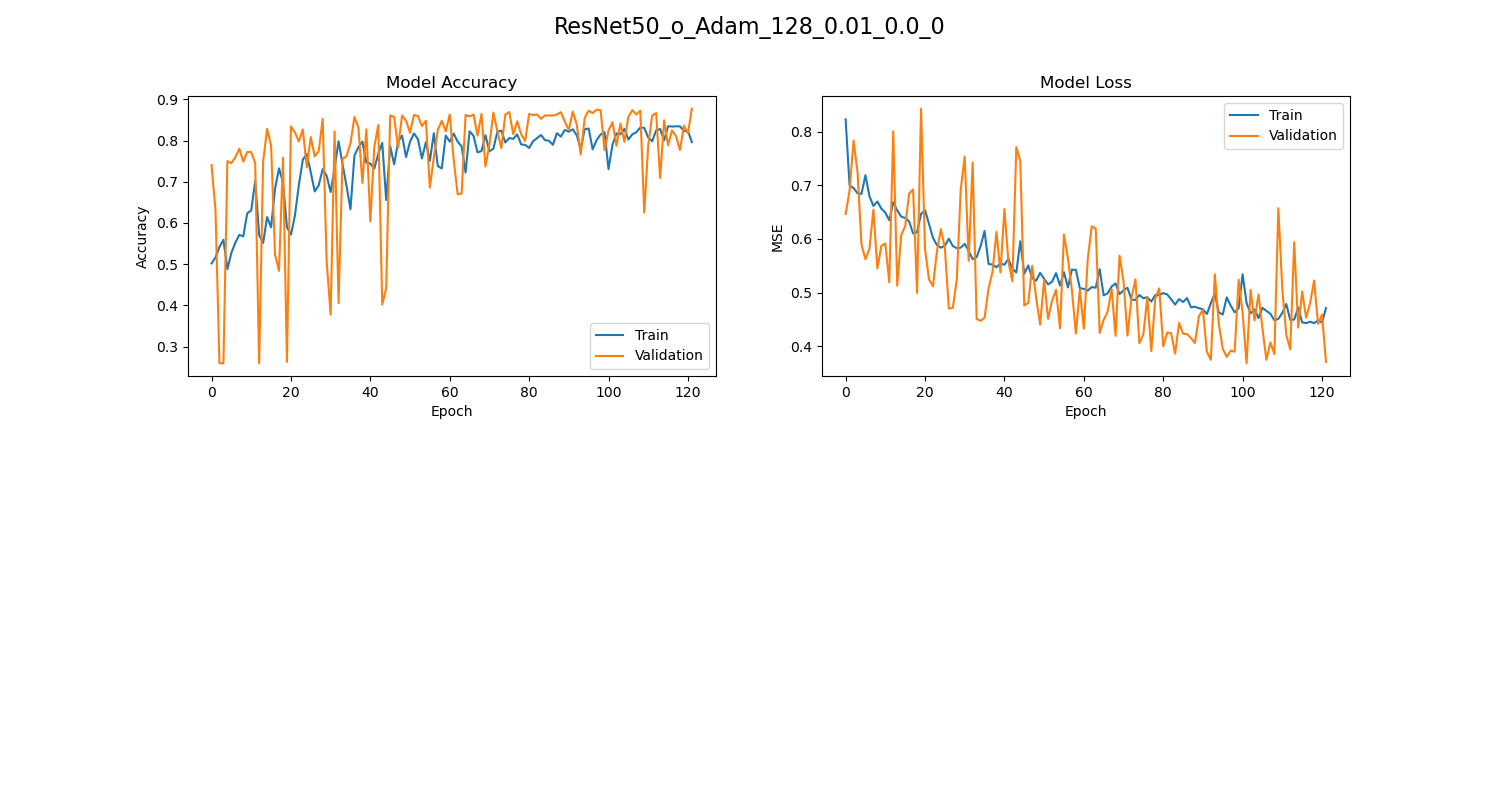 ResNet50_o_Adam_128_0.01_0.0_0
Model Accuracy
Accuracy
0.9
0.8
0.7
0.6
0.5
0.4
0.3
0 20 40 60 80 100 120
Epoch
Train
Validation
Model Loss
MSE
0.8
0.7
0.6
0.5
0.4
0 20 40 60 80 100 120
Epoch
Train
Validation